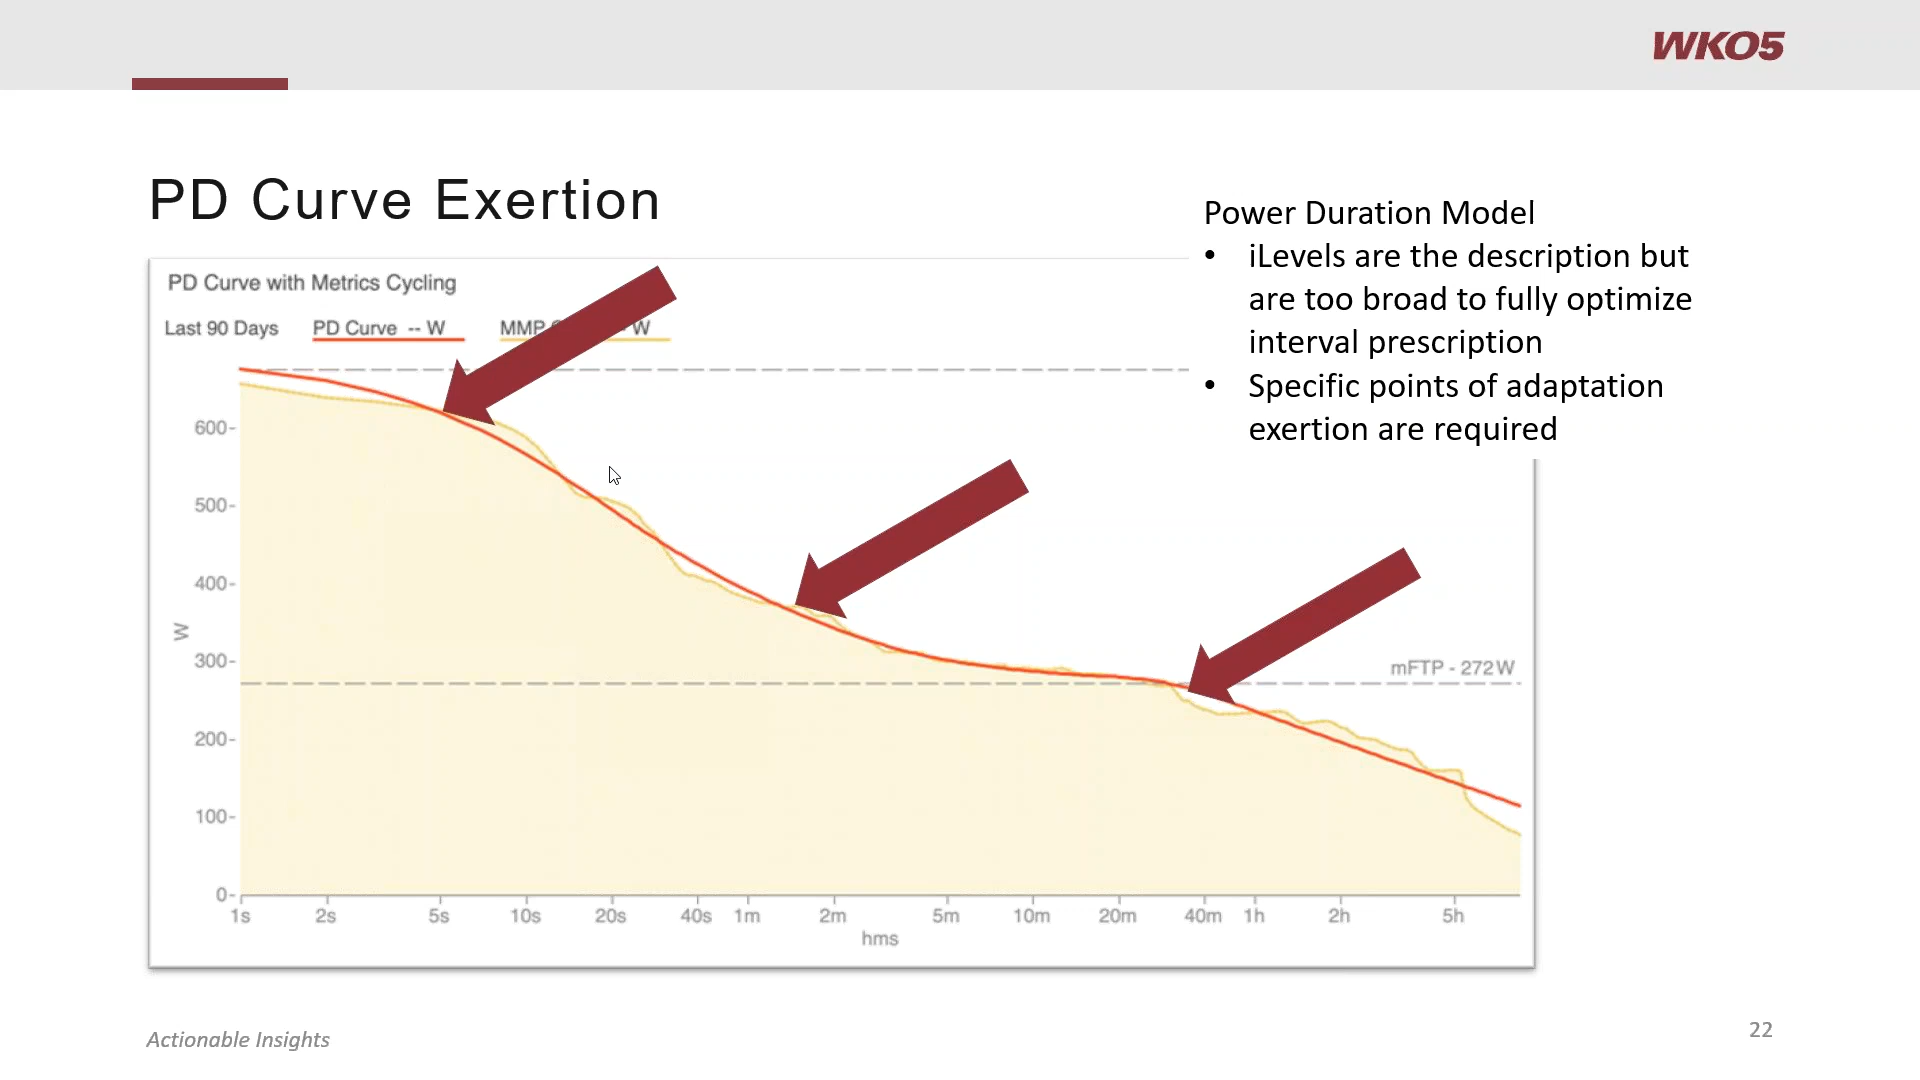 WKO5
PD Curve Exertion
Power Duration Model
• iLevels are the description but
are too broad to fully optimize
interval prescription
• Specific points of adaptation
exertion are required
PD Curve with Metrics Cycling
Last 90 Days PD Curve -- W MMP W
600
500
400
300
200
100
0
W
mFTP - 272 W
1s 2s 5s 10s 20s 40s 1m 2m 5m 10m 20m 40m 1h 2h 5h
hms
Actionable Insights
22